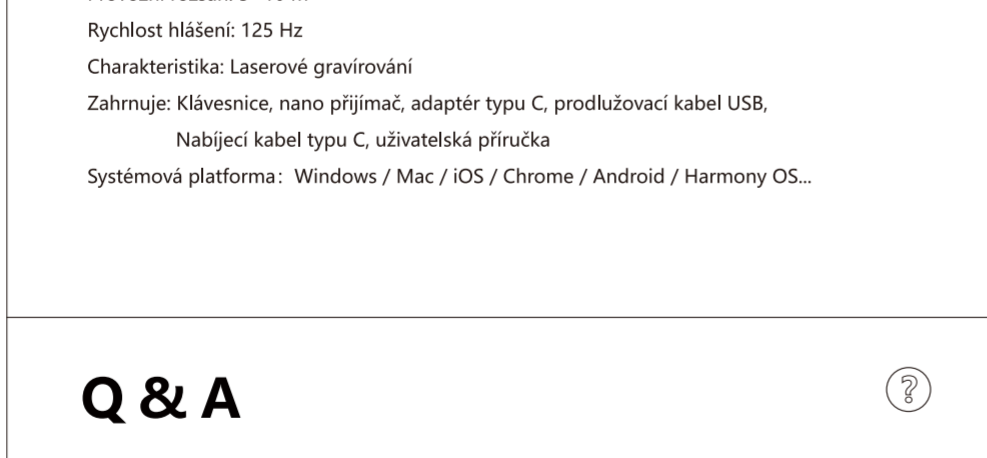 Rychlost hlášení: 125 Hz
Charakteristika: Laserové gravírování
Zahrnuje: Klávesnice, nano přijímač, adaptér typu C, prodlužovací kabel USB,
Nabíjecí kabel typu C, uživatelská příručka
Systémová platforma: Windows / Mac / iOS / Chrome / Android / Harmony OS...
Q & A
?